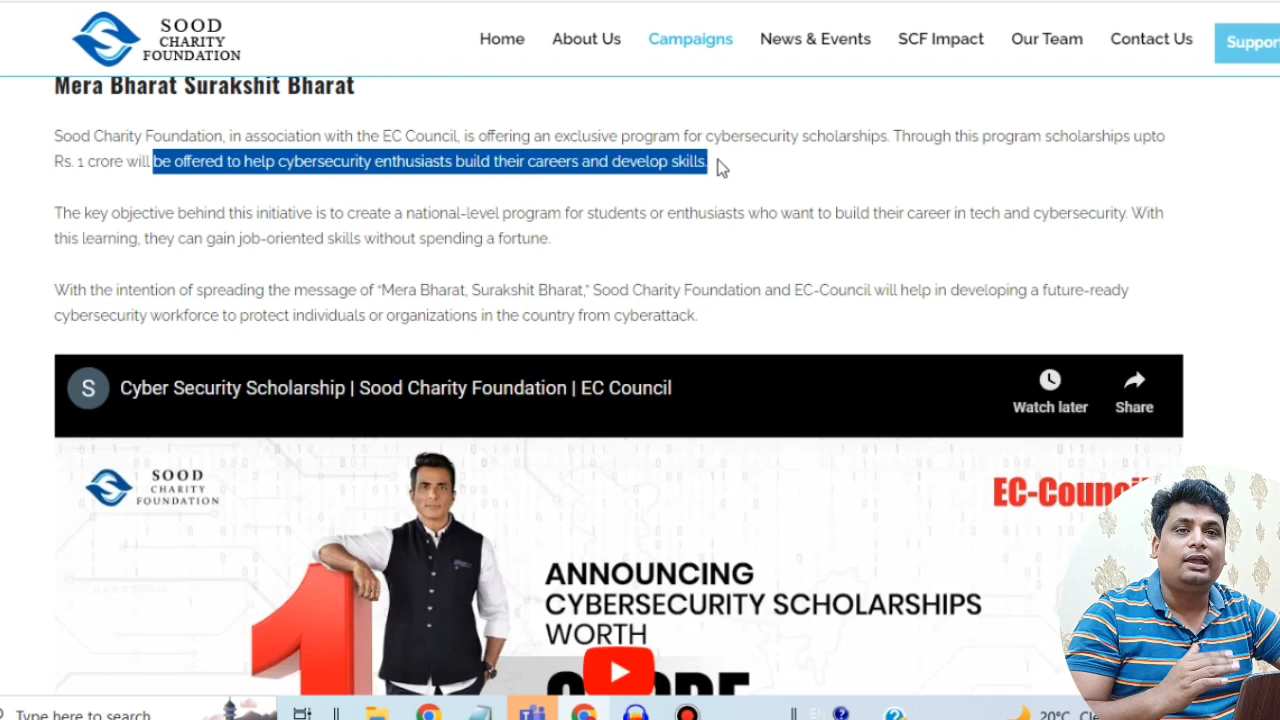 SOOD
CHARITY
FOUNDATION
Home About Us Campaigns News & Events SCF Impact Our Team Contact Us Suppor
Mera Bharat Surakshit Bharat
Sood Charity Foundation, in association with the EC Council, is offering an exclusive program for cybersecurity scholarships. Through this program scholarships upto
Rs. 1 crore will be offered to help cybersecurity enthusiasts build their careers and develop skills.
The key objective behind this initiative is to create a national-level program for students or enthusiasts who want to build their career in tech and cybersecurity. With
this learning, they can gain job-oriented skills without spending a fortune.
With the intention of spreading the message of “Mera Bharat, Surakshit Bharat,” Sood Charity Foundation and EC-Council will help in developing a future-ready
cybersecurity workforce to protect individuals or organizations in the country from cyberattack.
S
Cyber Security Scholarship | Sood Charity Foundation | EC Council
Watch later
Share
SOOD
CHARITY
FOUNDATION
EC-Counci
1
ANNOUNCING
CYBERSECURITY SCHOLARSHIPS
WORTH
Type here to search
20°C